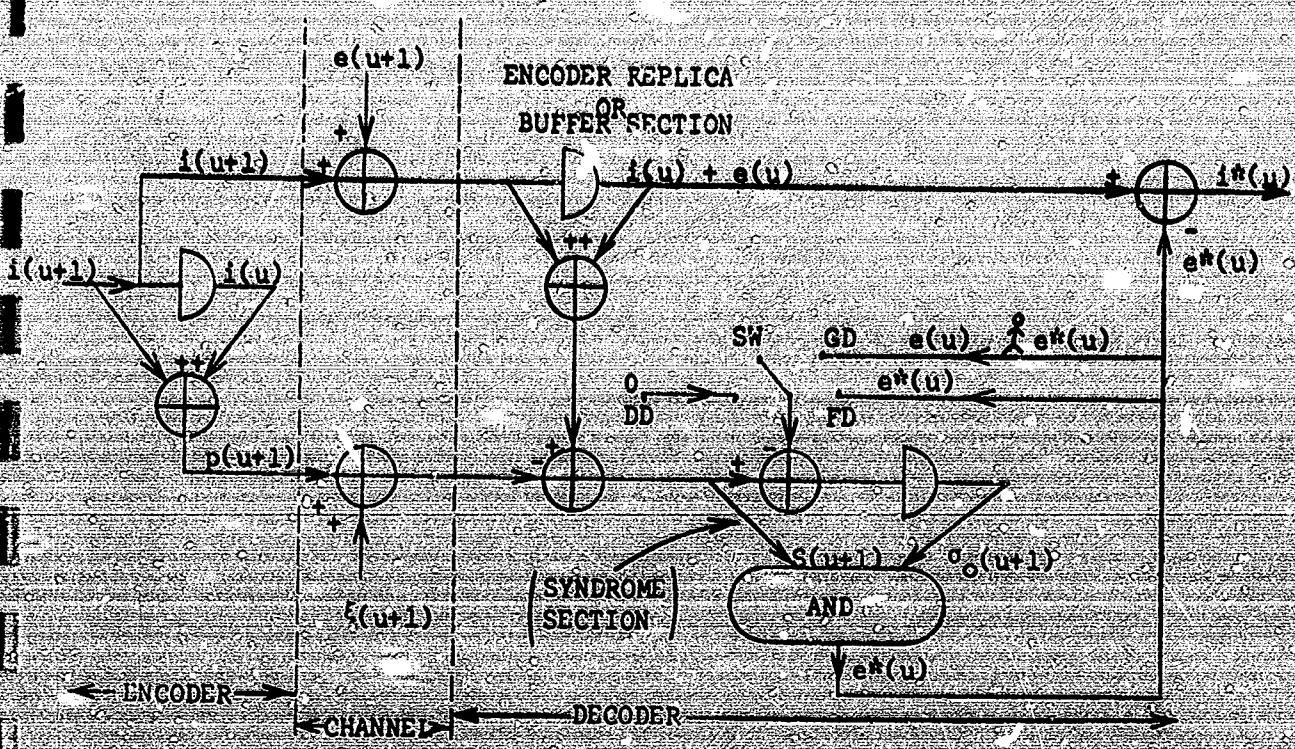 e(u+1)
ENCODER REPLICA
OR
BUFFER SECTION
+
i(u+1)
+
i(u) + e(u)
+
i*(u)
++
-
i(u+1)
i(u)
e*(u)
SW
GD
e(u)
e*(u)
++
0
e*(u)
DD
FD
p(u+1)
+
-
+
-
+
+
S(u+1)
σo(u+1)
(SYNDROME
SECTION)
AND
ξ(u+1)
e*(u)
ENCODER
CHANNEL
DECODER